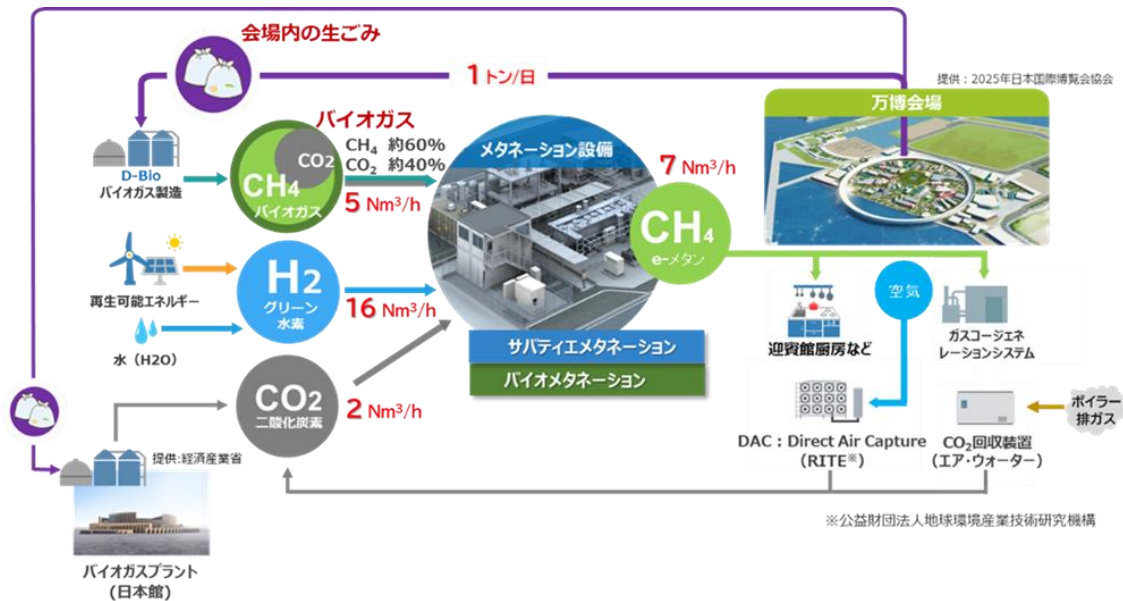 会場内の生ごみ
1 トン/日
提供：2025年日本国際博覧会協会
万博会場
バイオガス
CH4 約60%
CO2 約40%
メタネーション設備
D-Bio
バイオガス製造
CO2
CH4
バイオガス
5 Nm³/h
7 Nm³/h
CH4
e-メタン
再生可能エネルギー
水（H2O）
H2
グリーン
水素
16 Nm³/h
空気
迎賓館厨房など
ガスコージェネ
レーションシステム
サバティエメタネーション
バイオメタネーション
CO2
二酸化炭素
2 Nm³/h
ボイラー
排ガス
DAC：Direct Air Capture
（RITE※）
CO2回収装置
（エア・ウォーター）
提供:経済産業省
※公益財団法人地球環境産業技術研究機構
バイオガスプラント
(日本館)